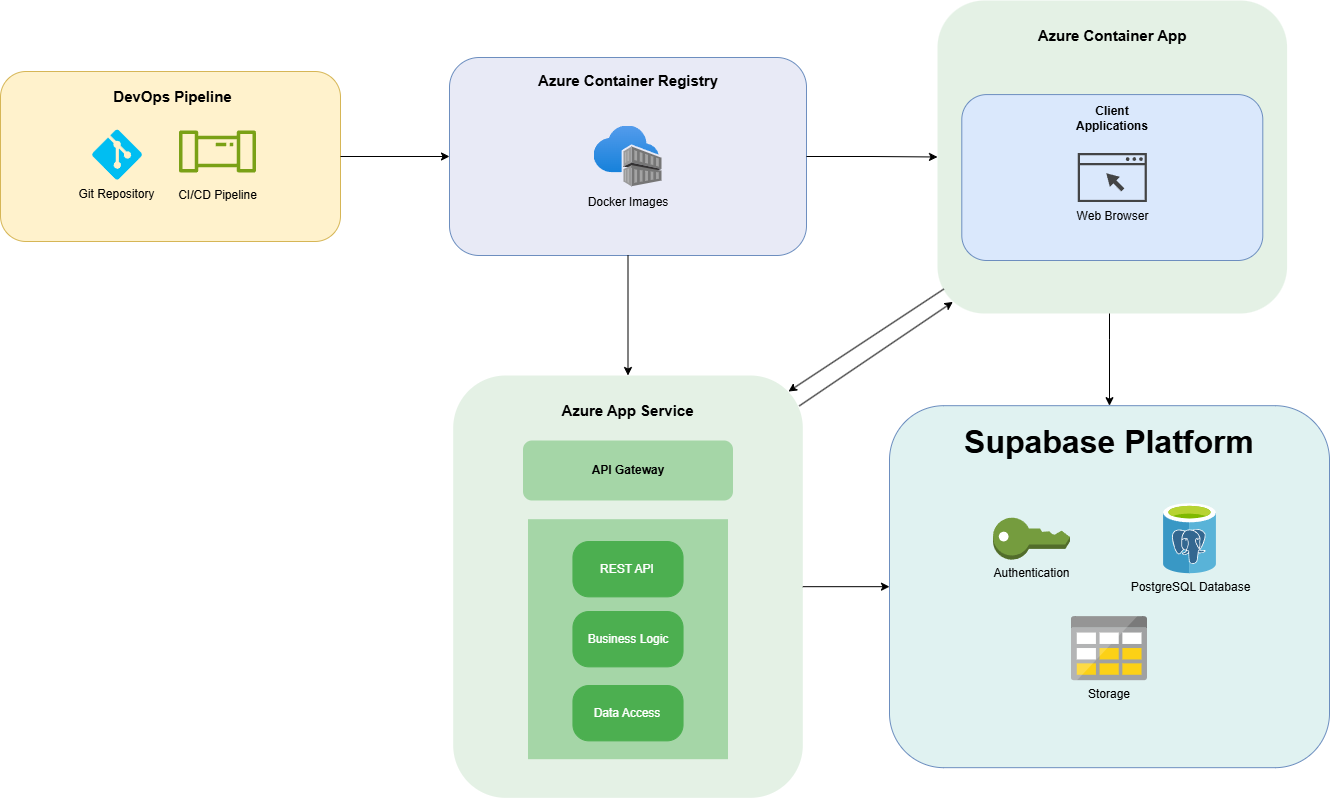 DevOps Pipeline
Git Repository
CI/CD Pipeline
Azure Container Registry
Docker Images
Azure Container App
Client
Applications
Web Browser
Azure App Service
API Gateway
REST API
Business Logic
Data Access
Supabase Platform
Authentication
PostgreSQL Database
Storage